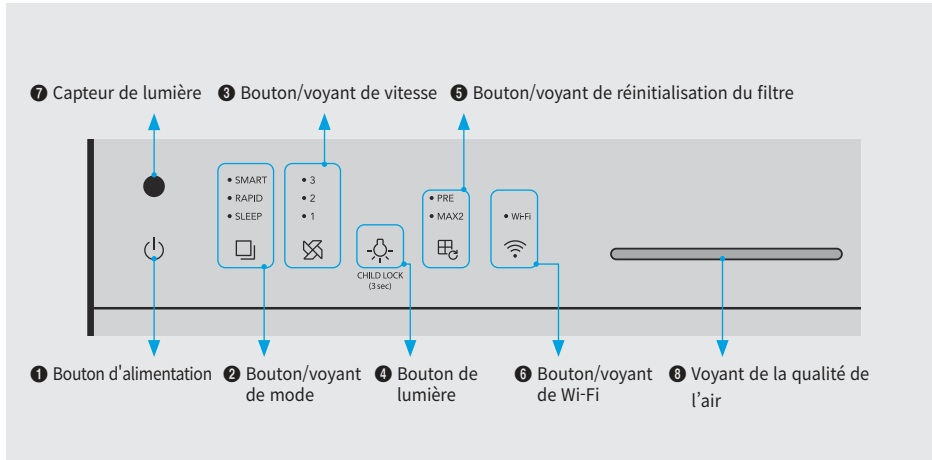 ❼ Capteur de lumière
❸ Bouton/voyant de vitesse
❺ Bouton/voyant de réinitialisation du filtre
• SMART
• RAPID
• SLEEP
• 3
• 2
• 1
CHILD LOCK
(3 sec)
• PRE
• MAX2
• Wi-Fi
❶ Bouton d'alimentation
❷ Bouton/voyant
de mode
❹ Bouton de
lumière
❻ Bouton/voyant
de Wi-Fi
❽ Voyant de la qualité de
l’air